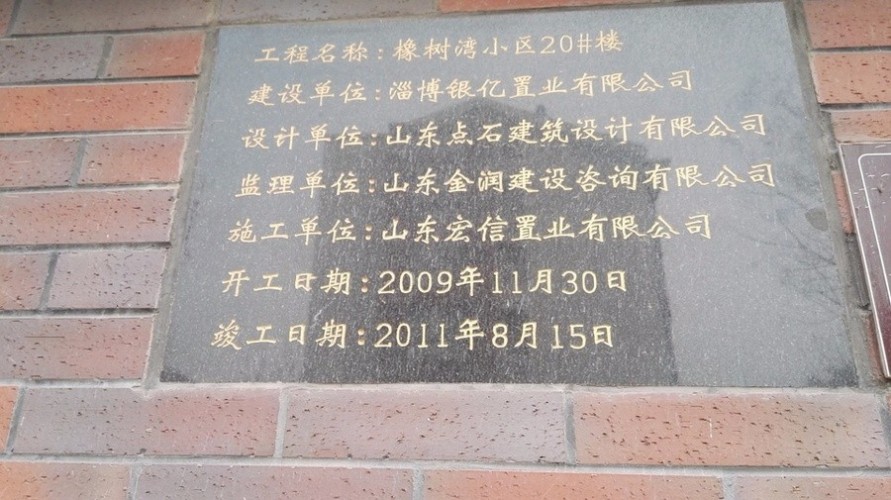 工程名称:橡树湾小区20#楼
建设单位:淄博银亿置业有限公司
设计单位:山东点石建筑设计有限公司
监理单位:山东金润建设咨询有限公司
施工单位:山东宏信置业有限公司
开工日期:2009年11月30日
竣工日期:2011年8月15日